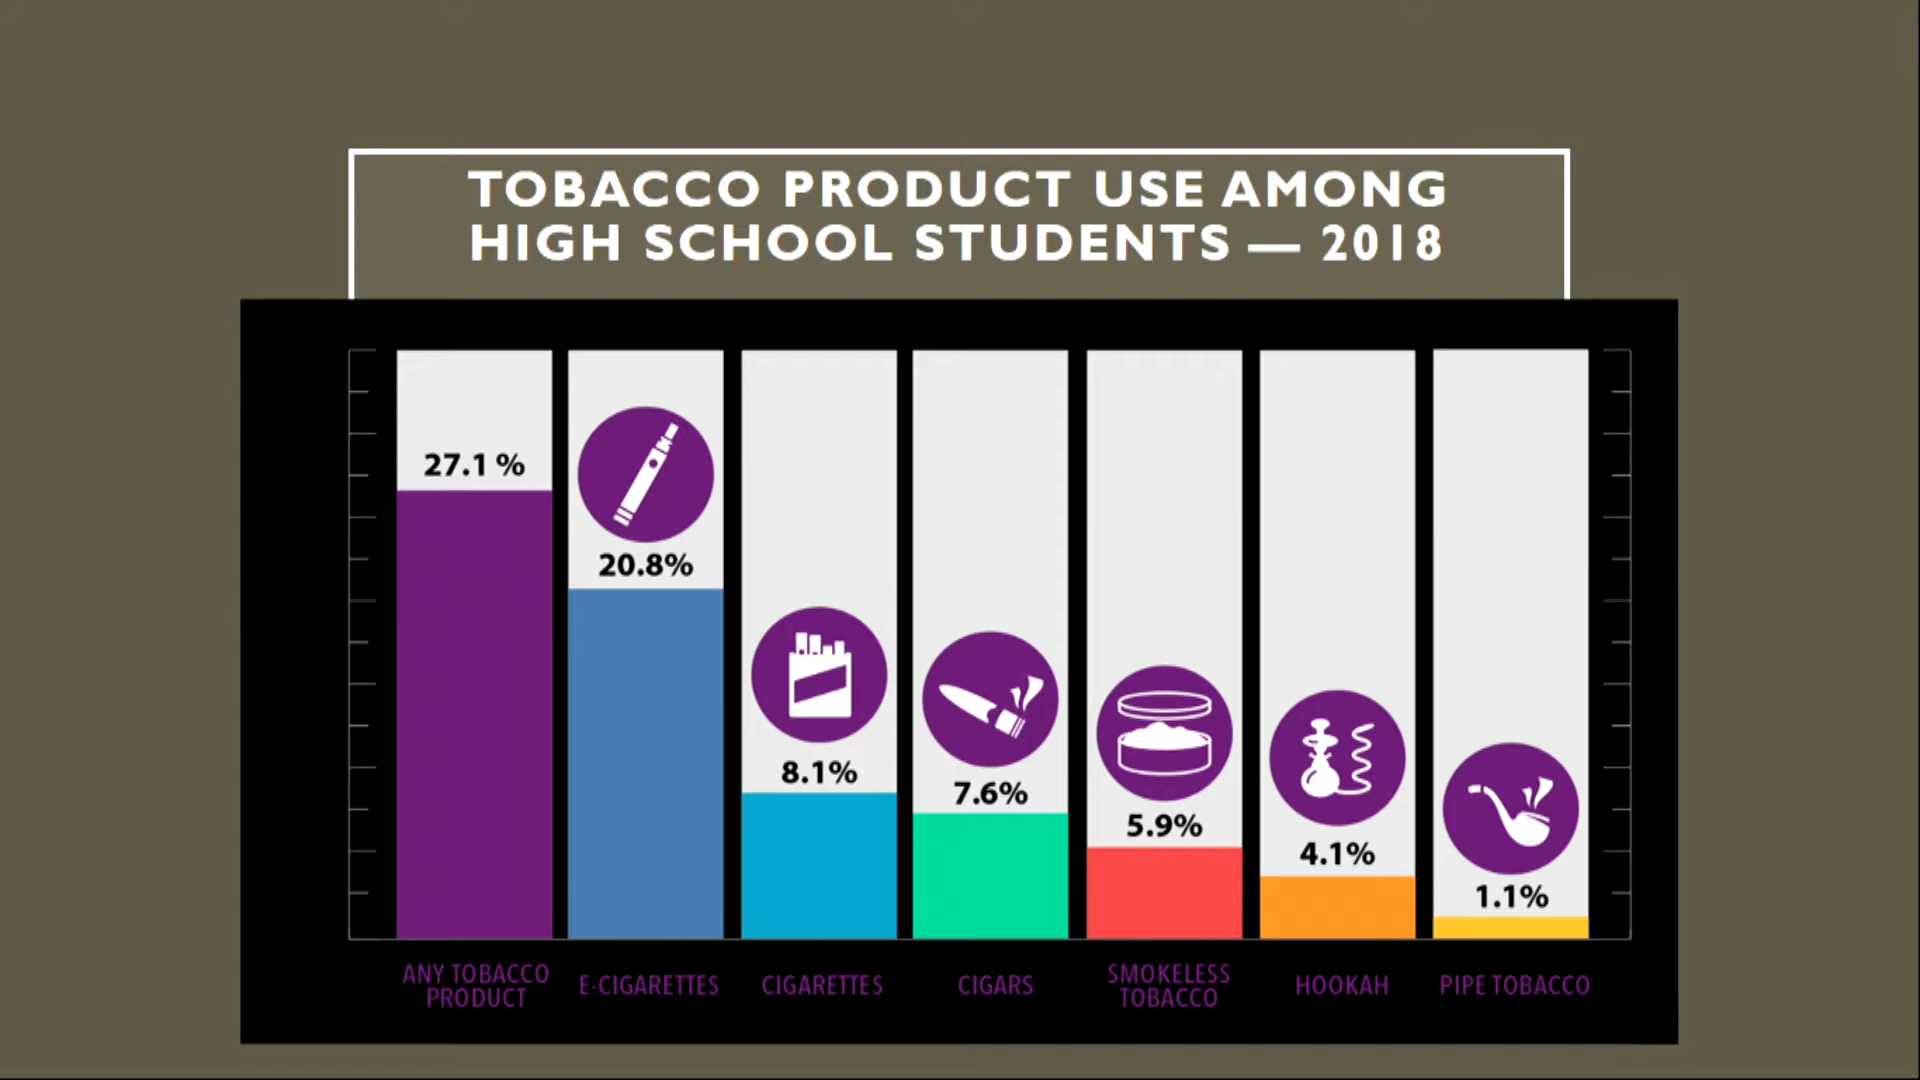 TOBACCO PRODUCT USE AMONG
HIGH SCHOOL STUDENTS — 2018
27.1 %
20.8%
8.1%
7.6%
5.9%
4.1%
1.1%
ANY TOBACCO
PRODUCT
E-CIGARETTES
CIGARETTES
CIGARS
SMOKELESS
TOBACCO
HOOKAH
PIPE TOBACCO